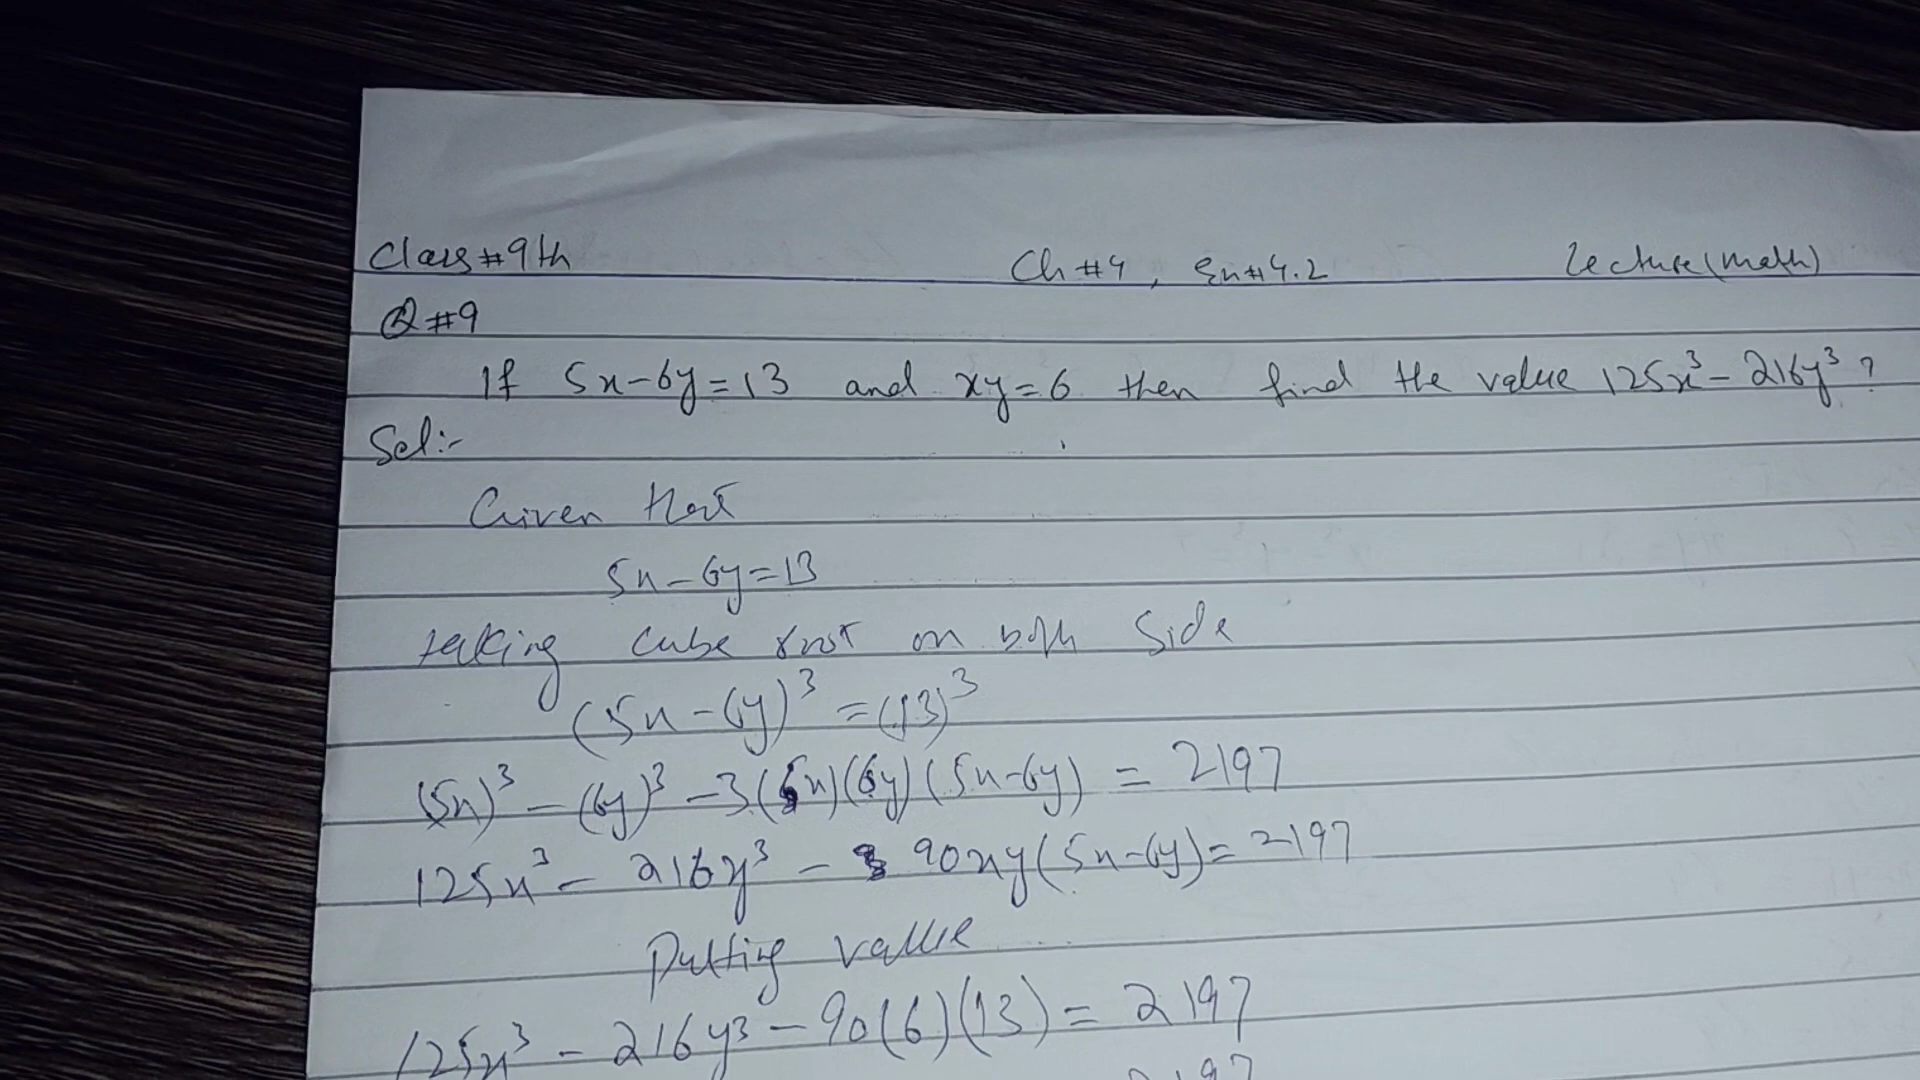 Class #9th Ch #4, Ex#4.2 Lecture(math)
Q #9
If 5x-6y=13 and xy=6 then find the value 125x³-216y³?
Sol:-
Given that
5x-6y=13
taking cube root on both side
(5x-6y)³=(13)³
(5x)³-(6y)³-3(5x)(6y)(5x-6y)=2197
125x³-216y³-90xy(5x-6y)=2197
Putting value
125x³-216y³-90(6)(13)=2197